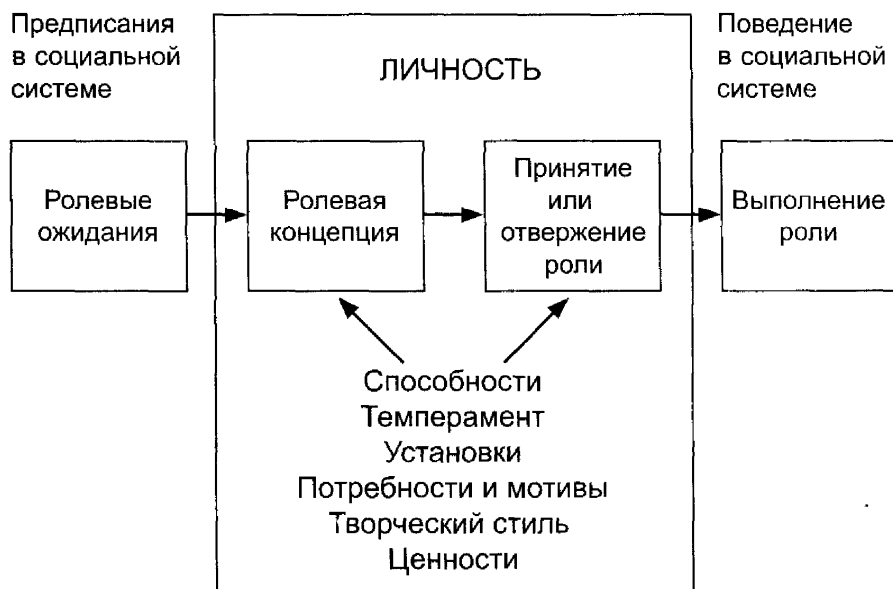 Предписания
в социальной
системе
ЛИЧНОСТЬ
Поведение
в социальной
системе
Ролевые
ожидания
Ролевая
концепция
Принятие
или
отвержение
роли
Выполнение
роли
Способности
Темперамент
Установки
Потребности и мотивы
Творческий стиль
Ценности